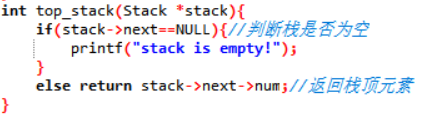 int top_stack(Stack *stack){
if(stack->next==NULL){//判断栈是否为空
printf("stack is empty!");
}
else return stack->next->num;//返回栈顶元素
}